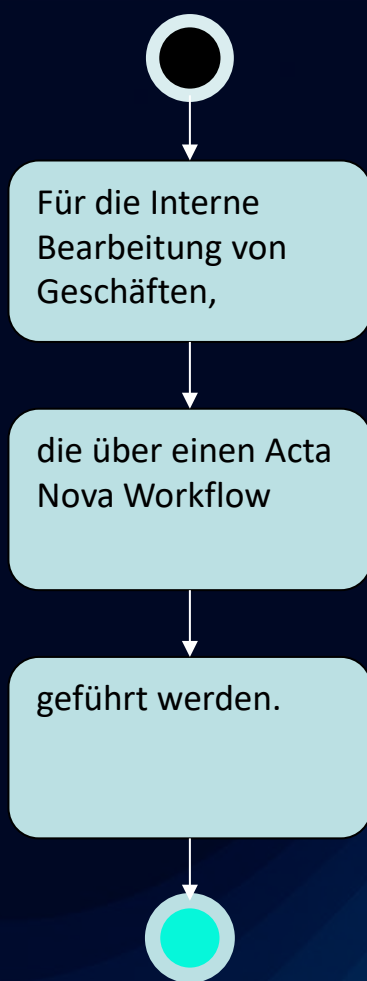 Für die Interne
Bearbeitung von
Geschäften,
die über einen Acta
Nova Workflow
geführt werden.